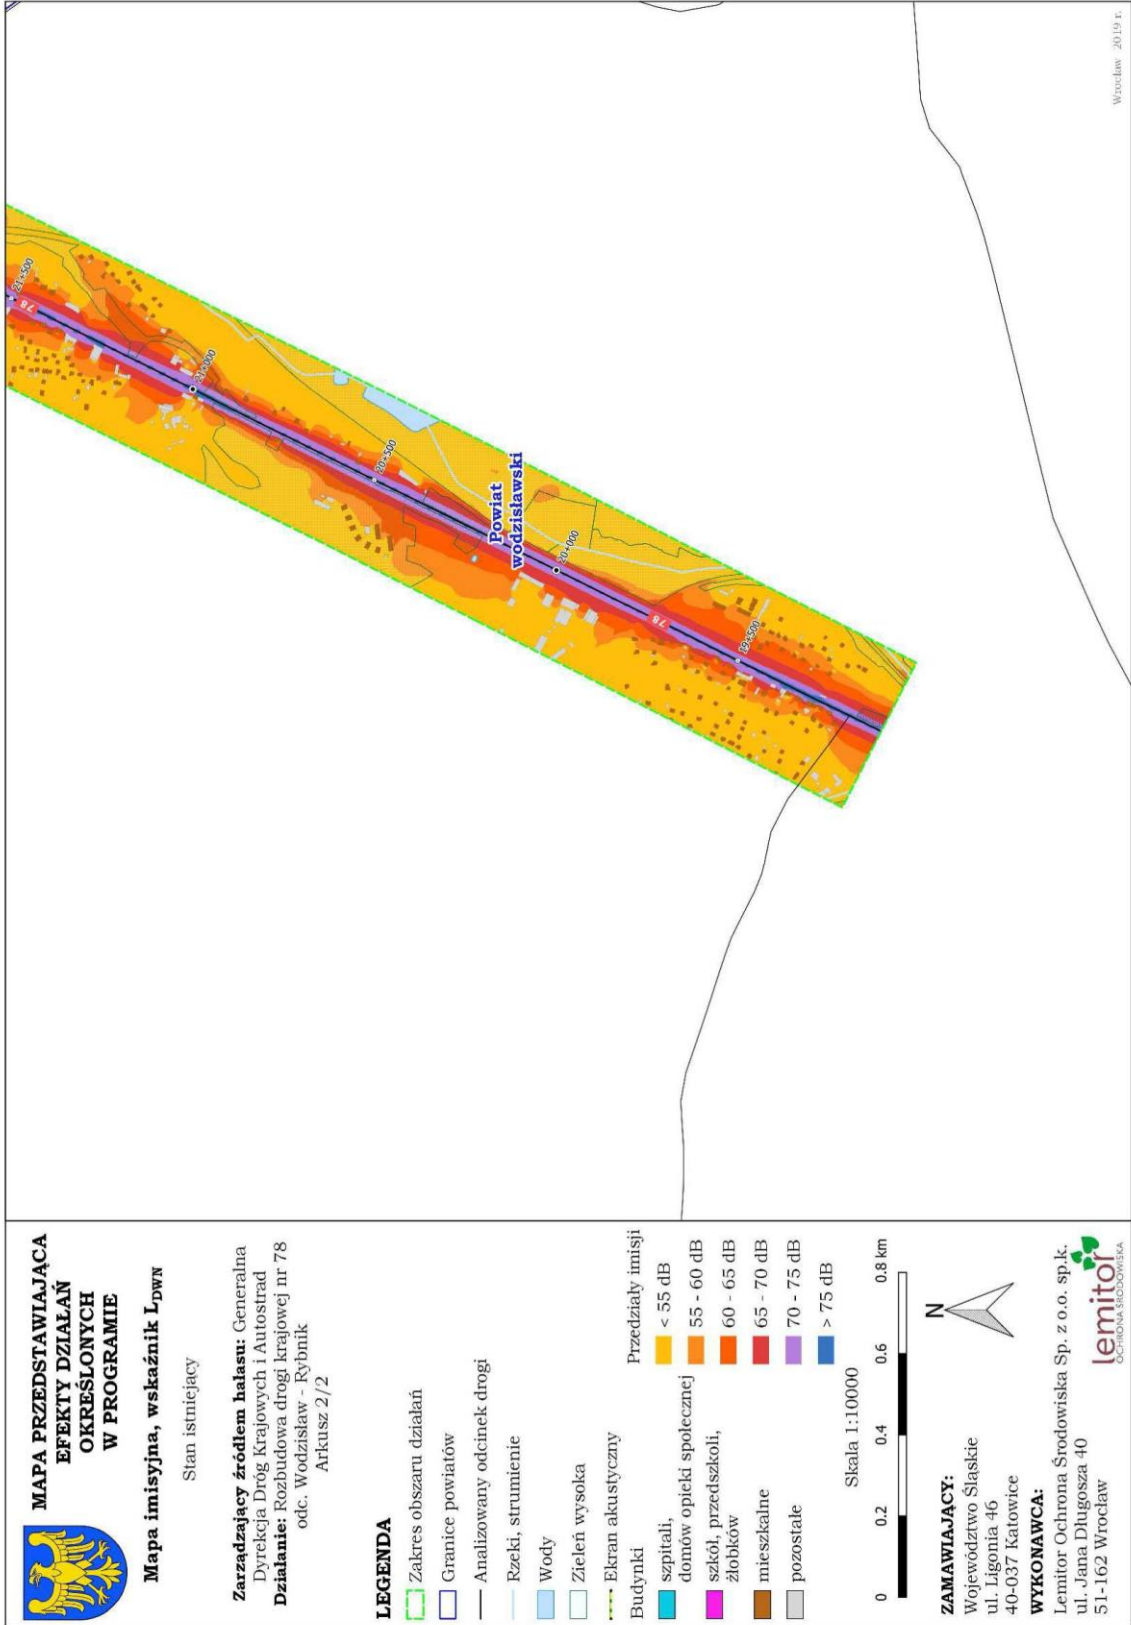 MAPA PRZEDSTAWIAJĄCA
EFEKTY DZIAŁAŃ
OKREŚLONYCH
W PROGRAMIE
Mapa imisyjna, wskaźnik LDWN
Stan istniejący
Zarządzający źródłem hałasu: Generalna
Dyrekcja Dróg Krajowych i Autostrad
Działanie: Rozbudowa drogi krajowej nr 78
odc. Wodzisław - Rybnik
Arkusz 2/2
LEGENDA
Zakres obszaru działań
Granice powiatów
Analizowany odcinek drogi
Rzeki, strumienie
Wody
Zieleń wysoka
Ekran akustyczny
Budynki
szpitali,
domów opieki społecznej
szkół, przedszkoli,
żłobków
mieszkalne
pozostałe
Przedziały imisji
< 55 dB
55 - 60 dB
60 - 65 dB
65 - 70 dB
70 - 75 dB
> 75 dB
Skala 1:10000
0 0.2 0.4 0.6 0.8 km
N
ZAMAWIAJĄCY:
Województwo Śląskie
ul. Ligonia 46
40-037 Katowice
WYKONAWCA:
Lemitor Ochrona Środowiska Sp. z o.o. sp.k.
ul. Jana Długosza 40
51-162 Wrocław
lemitor
OCHRONA ŚRODOWISKA
21+500
78
21+000
20+500
Powiat
wodzisławski
20+000
78
19+500
Wrocław 2019 r.